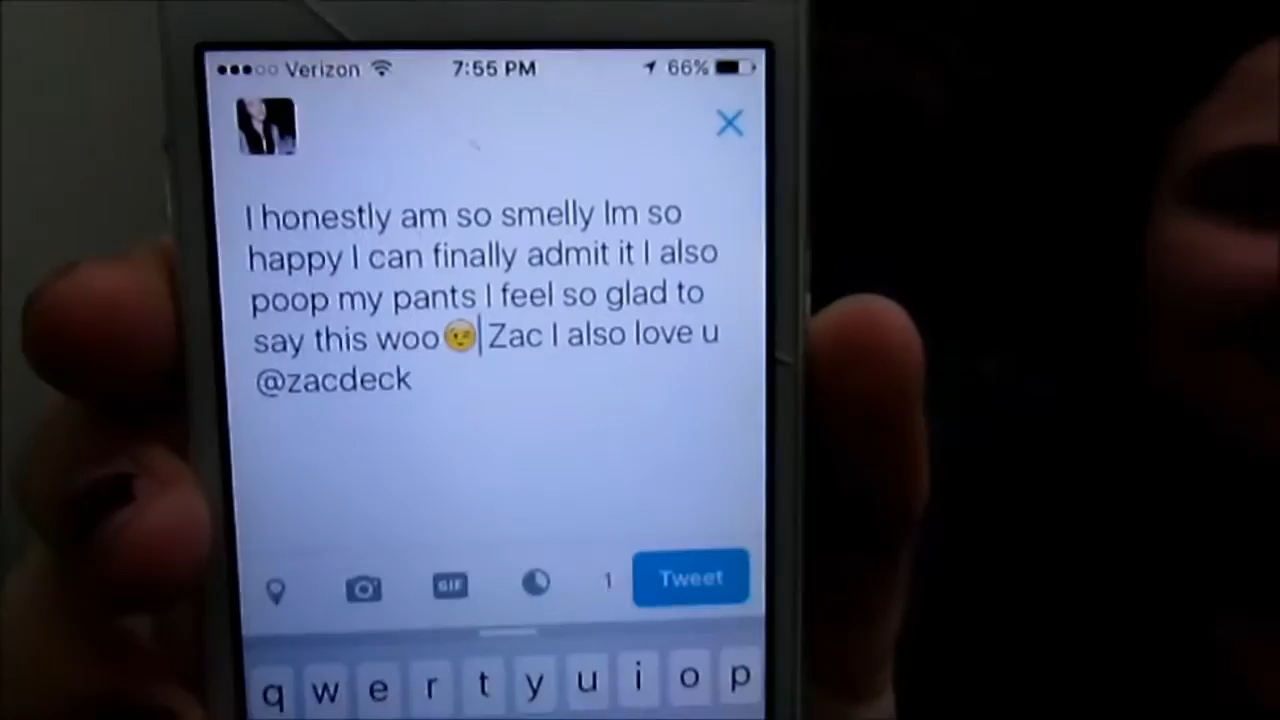 Verizon 7:55 PM 66%
I honestly am so smelly Im so
happy I can finally admit it I also
poop my pants I feel so glad to
say this woo😉 Zac I also love u
@zacdeck
GIF 1 Tweet
q w e r t y u i o p